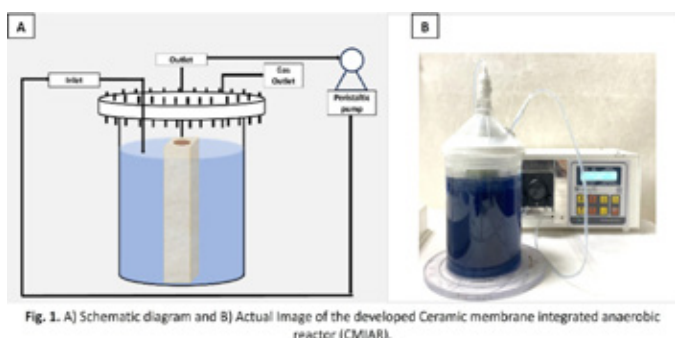 A
B
Outlet
Inlet
Gas
Outlet
Peristaltic
pump
Fig. 1. A) Schematic diagram and B) Actual Image of the developed Ceramic membrane integrated anaerobic
reactor (CMIAR).